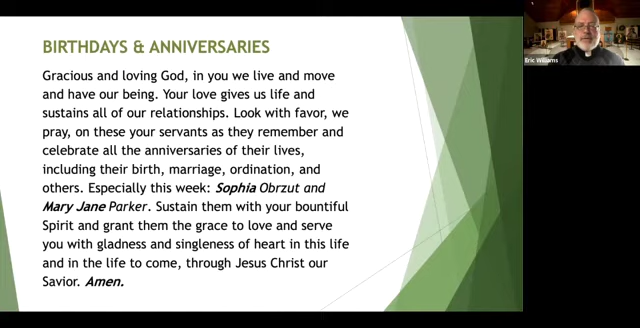 BIRTHDAYS & ANNIVERSARIES
Gracious and loving God, in you we live and move
and have our being. Your love gives us life and
sustains all of our relationships. Look with favor, we
pray, on these your servants as they remember and
celebrate all the anniversaries of their lives,
including their birth, marriage, ordination, and
others. Especially this week: Sophia Obrzut and
Mary Jane Parker. Sustain them with your bountiful
Spirit and grant them the grace to love and serve
you with gladness and singleness of heart in this life
and in the life to come, through Jesus Christ our
Savior. Amen.
Eric Williams